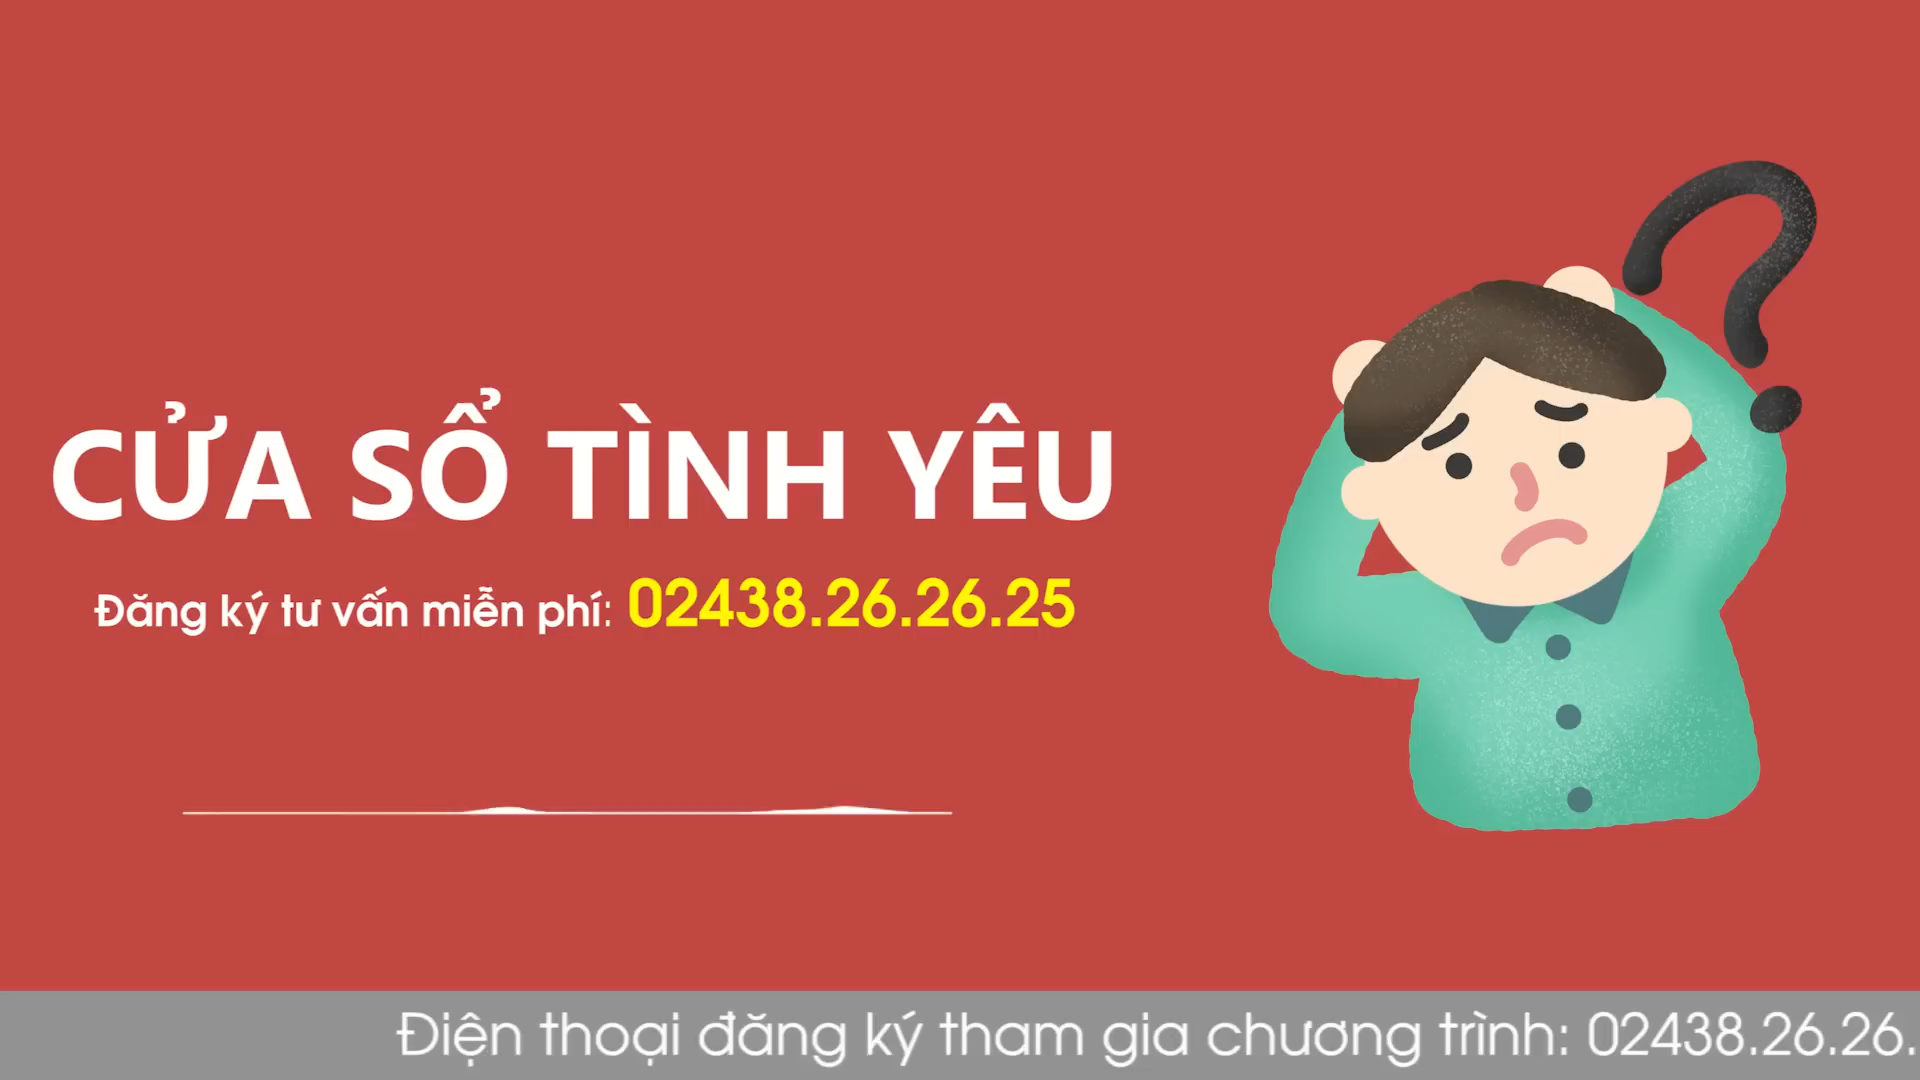 CỬA SỔ TÌNH YÊU
Đăng ký tư vấn miễn phí: 02438.26.26.25
Điện thoại đăng ký tham gia chương trình: 02438.26.26.